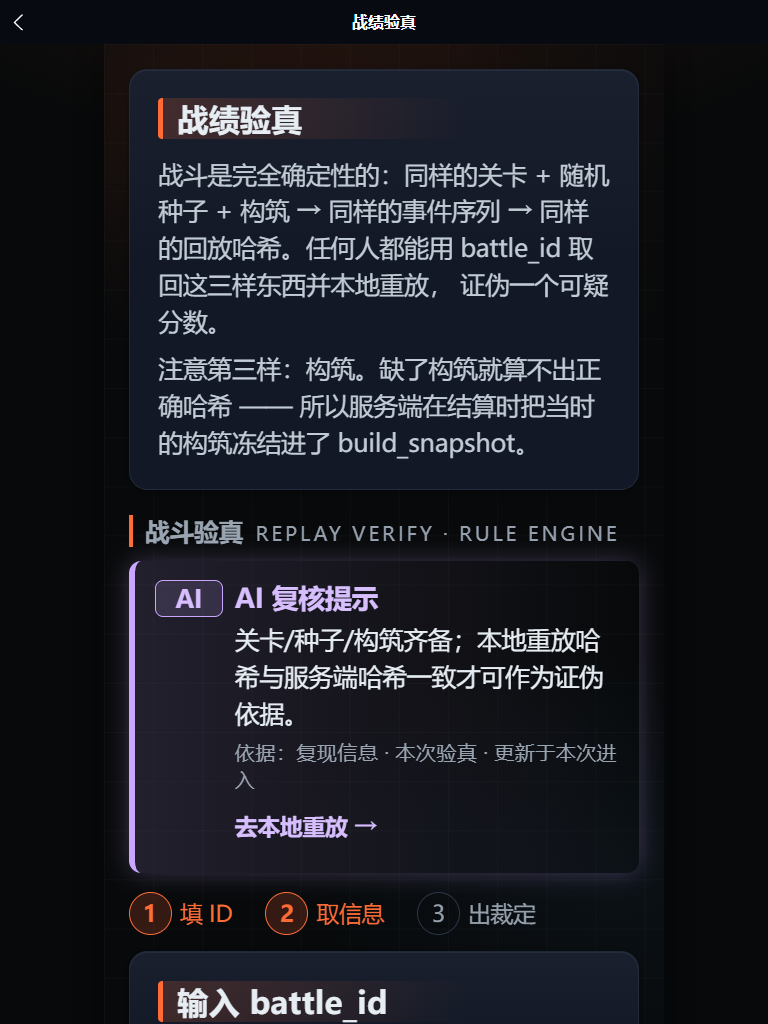 战绩验真
战绩验真
战斗是完全确定性的：同样的关卡 + 随机
种子 + 构筑 → 同样的事件序列 → 同样
的回放哈希。任何人都能用 battle_id 取
回这三样东西并本地重放， 证伪一个可疑
分数。
注意第三样：构筑。缺了构筑就算不出正
确哈希 —— 所以服务端在结算时把当时
的构筑冻结进了 build_snapshot。
战斗验真 REPLAY VERIFY · RULE ENGINE
AI AI 复核提示
关卡/种子/构筑齐备；本地重放哈
希与服务端哈希一致才可作为证伪
依据。
依据：复现信息 · 本次验真 · 更新于本次进
入
去本地重放 →
1 填 ID 2 取信息 3 出裁定
输入 battle_id